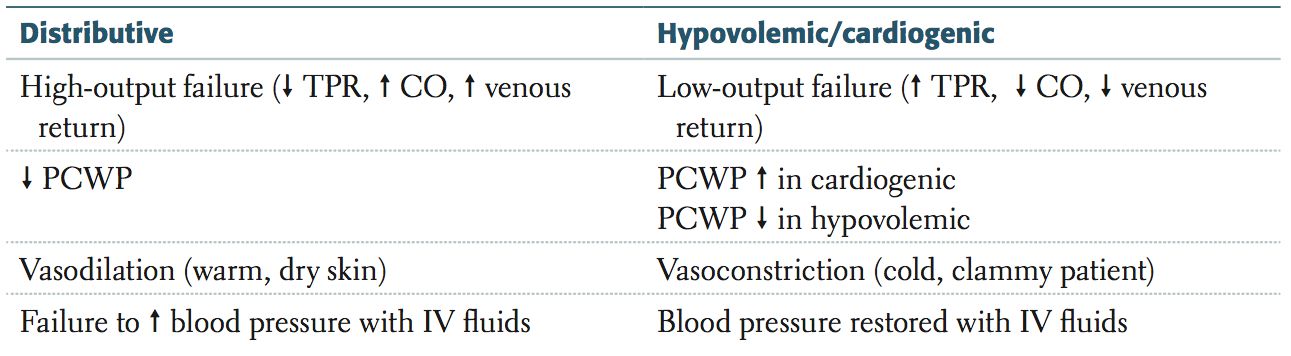 Distributive Hypovolemic/cardiogenic
High-output failure (↓ TPR, ↑ CO, ↑ venous
return)
Low-output failure (↑ TPR, ↓ CO, ↓ venous
return)
↓ PCWP
PCWP ↑ in cardiogenic
PCWP ↓ in hypovolemic
Vasodilation (warm, dry skin)
Vasoconstriction (cold, clammy patient)
Failure to ↑ blood pressure with IV fluids
Blood pressure restored with IV fluids